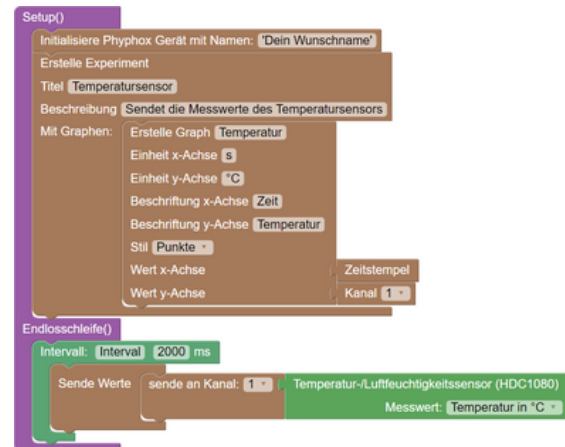 Setup()
Initialisiere Phyphox Gerät mit Namen: 'Dein Wunschname'
Erstelle Experiment
Titel Temperatursensor
Beschreibung Sendet die Messwerte des Temperatursensors
Mit Graphen: Erstelle Graph Temperatur
Einheit x-Achse s
Einheit y-Achse °C
Beschriftung x-Achse Zeit
Beschriftung y-Achse Temperatur
Stil Punkte
Wert x-Achse Zeitstempel
Wert y-Achse Kanal 1
Endlosschleife()
Intervall: Interval 2000 ms
Sende Werte sende an Kanal: 1 Temperatur-/Luftfeuchtigkeitssensor (HDC1080)
Messwert: Temperatur in °C